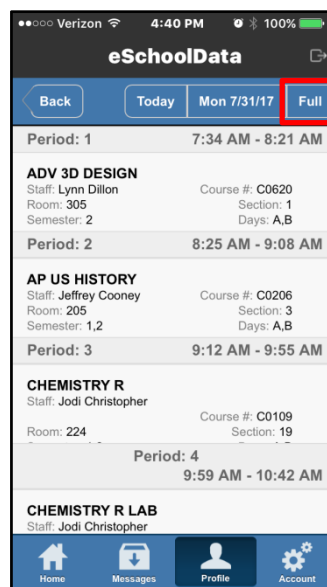 Verizon 4:40 PM 100%
eSchoolData
Back Today Mon 7/31/17 Full
Period: 1 7:34 AM - 8:21 AM
ADV 3D DESIGN
Staff: Lynn Dillon Course #: C0620
Room: 305 Section: 1
Semester: 2 Days: A,B
Period: 2 8:25 AM - 9:08 AM
AP US HISTORY
Staff: Jeffrey Cooney Course #: C0206
Room: 205 Section: 3
Semester: 1,2 Days: A,B
Period: 3 9:12 AM - 9:55 AM
CHEMISTRY R
Staff: Jodi Christopher
Course #: C0109
Room: 224 Section: 19
Period: 4
9:59 AM - 10:42 AM
CHEMISTRY R LAB
Staff: Jodi Christopher
Home Messages Profile Account